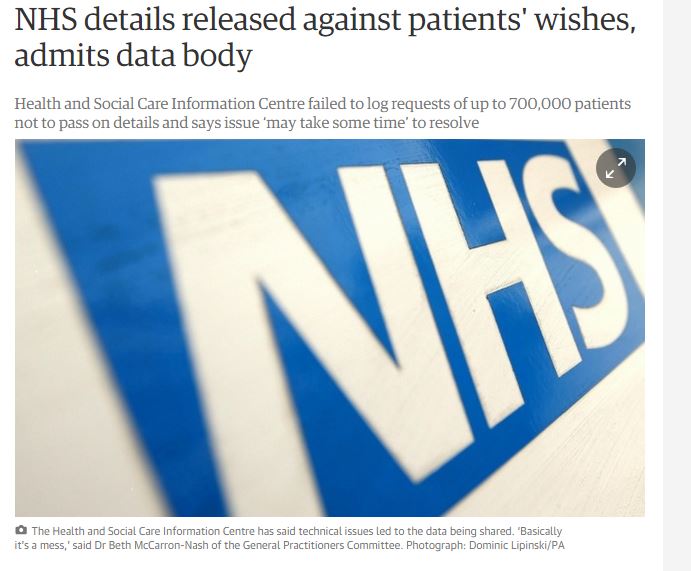 NHS details released against patients' wishes,
admits data body
Health and Social Care Information Centre failed to log requests of up to 700,000 patients
not to pass on details and says issue ‘may take some time’ to resolve
NHS
The Health and Social Care Information Centre has said technical issues led to the data being shared. ‘Basically
it's a mess,’ said Dr Beth McCarron-Nash of the General Practitioners Committee. Photograph: Dominic Lipinski/PA